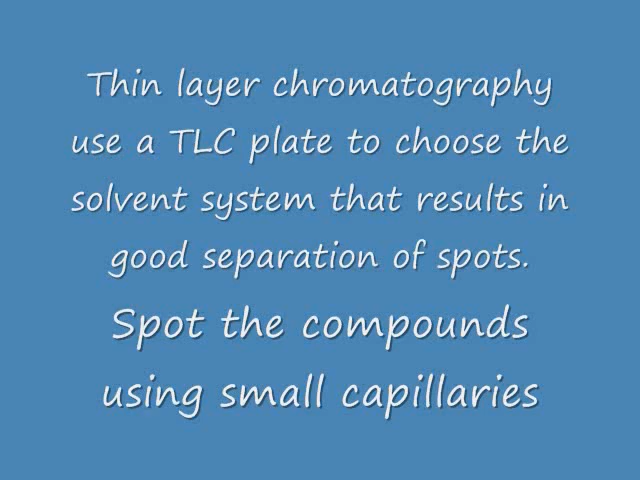 Thin layer chromatography
use a TLC plate to choose the
solvent system that results in
good separation of spots.
Spot the compounds
using small capillaries